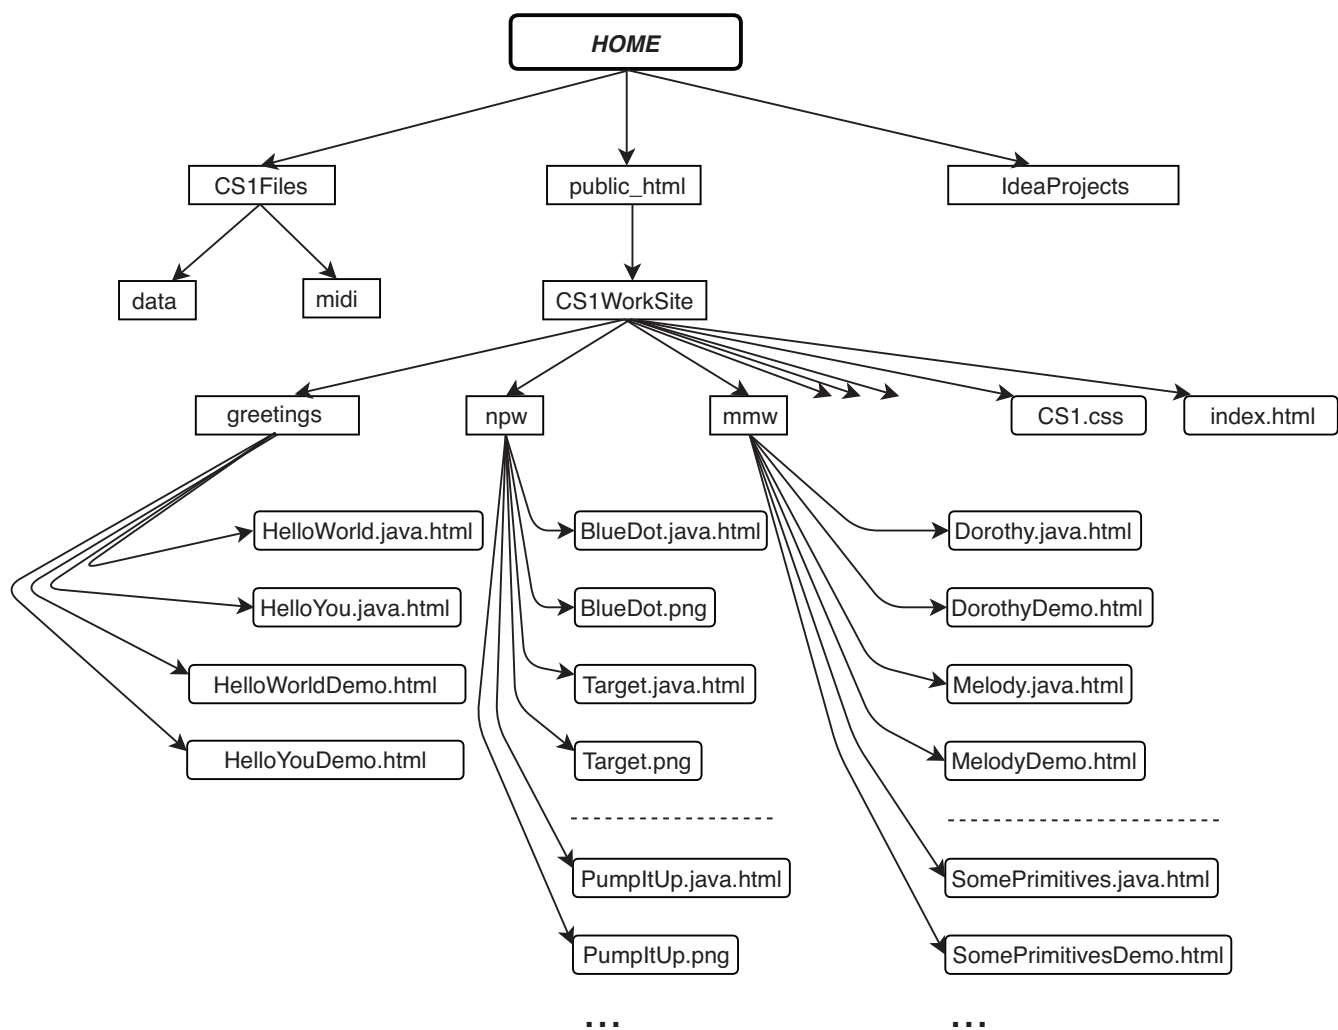 HOME
CS1Files
public_html
IdeaProjects
data
midi
CS1WorkSite
greetings
npw
mmw
CS1.css
index.html
HelloWorld.java.html
BlueDot.java.html
Dorothy.java.html
HelloYou.java.html
BlueDot.png
DorothyDemo.html
HelloWorldDemo.html
Target.java.html
Melody.java.html
HelloYouDemo.html
Target.png
MelodyDemo.html
PumpItUp.java.html
SomePrimitives.java.html
PumpItUp.png
SomePrimitivesDemo.html
... ...